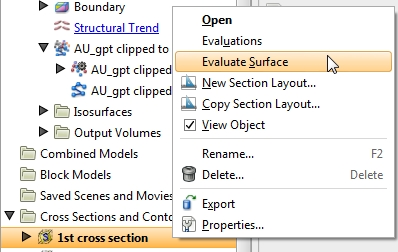 Boundary
Structural Trend
AU_gpt clipped to
AU_gpt clipped
AU_gpt clipped
Isosurfaces
Output Volumes
Combined Models
Block Models
Saved Scenes and Movies
Cross Sections and Conto
1st cross section
Open
Evaluations
Evaluate Surface
New Section Layout...
Copy Section Layout...
View Object
Rename... F2
Delete... Delete
Export
Properties...